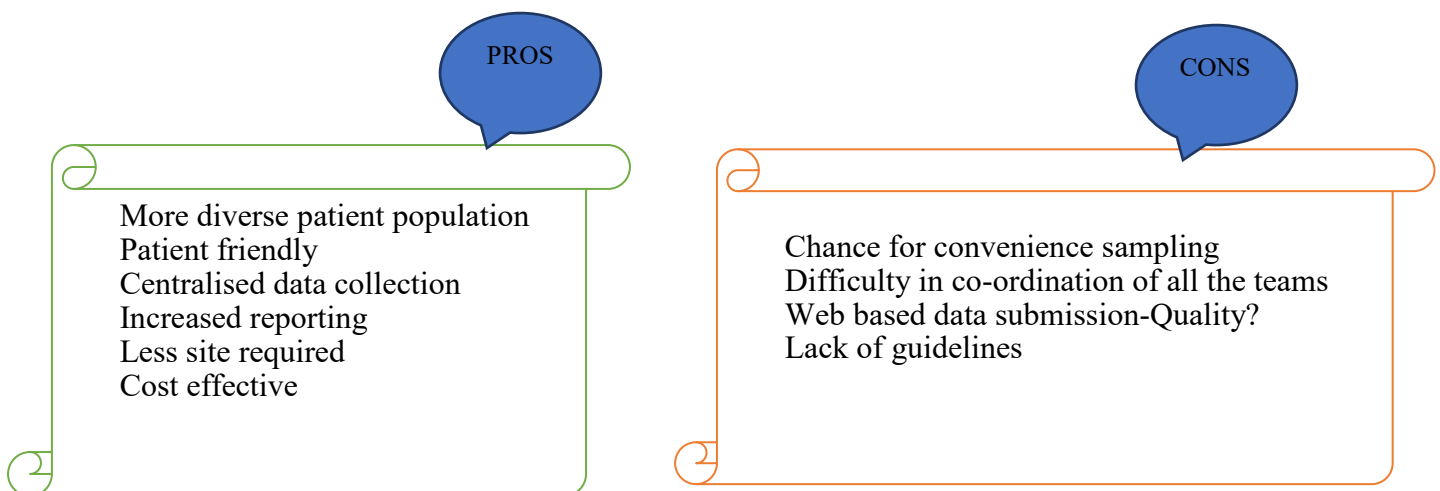 PROS
More diverse patient population
Patient friendly
Centralised data collection
Increased reporting
Less site required
Cost effective
CONS
Chance for convenience sampling
Difficulty in co-ordination of all the teams
Web based data submission-Quality?
Lack of guidelines